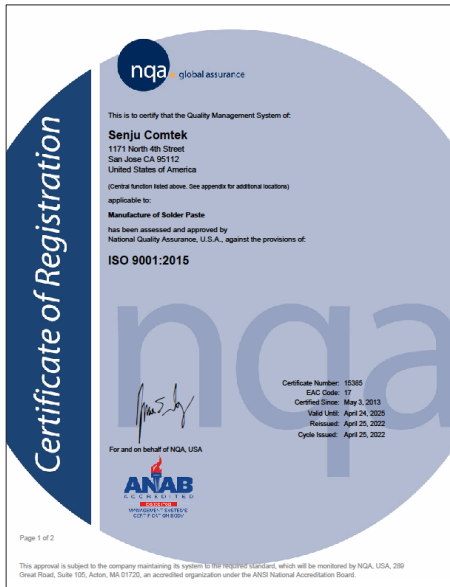 nqa. global assurance
Certificate of Registration
This is to certify that the Quality Management System of:
Senju Comtek
1171 North 4th Street
San Jose CA 95112
United States of America
(Central function listed above. See appendix for additional locations)
applicable to:
Manufacture of Solder Paste
has been assessed and approved by
National Quality Assurance, U.S.A., against the provisions of:
ISO 9001:2015
nqa
Certificate Number: 15385
EAC Code: 17
Certified Since: May 3, 2013
Valid Until: April 24, 2025
Reissued: April 25, 2022
Cycle Issued: April 25, 2022
For and on behalf of NQA, USA
ANAB
ACCREDITED
ISO/IEC 17021
MANAGEMENT SYSTEMS
CERTIFICATION BODY
Page 1 of 2
This approval is subject to the company maintaining its system to the required standard, which will be monitored by NQA, USA, 289
Great Road, Suite 105, Acton, MA 01720, an accredited organization under the ANSI National Accreditation Board.